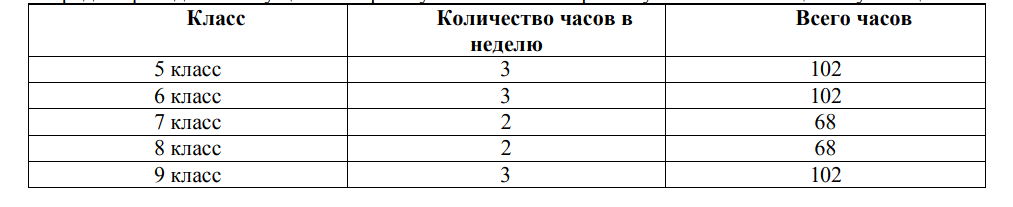 Класс Количество часов в Всего часов
неделю
5 класс 3 102
6 класс 3 102
7 класс 2 68
8 класс 2 68
9 класс 3 102